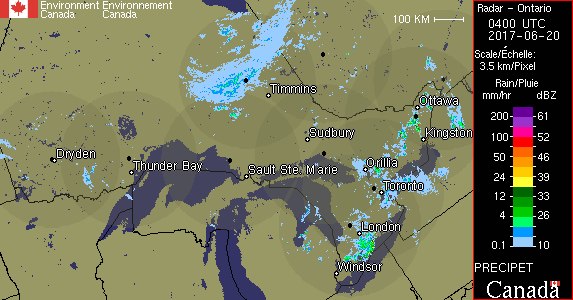 Environment Environnement
Canada Canada
100 KM
Radar - Ontario
0400 UTC
2017-06-20
Scale/Échelle:
3.5 km/Pixel
Rain/Pluie
mm/hr dBZ
200 61
100 52
50 46
24 39
12 33
4 26
0.1 10
PRECIPET
Canada
Timmins
Ottawa
Sudbury
Kingston
Dryden
Thunder Bay
Sault Ste. Marie
Orillia
Toronto
London
Windsor